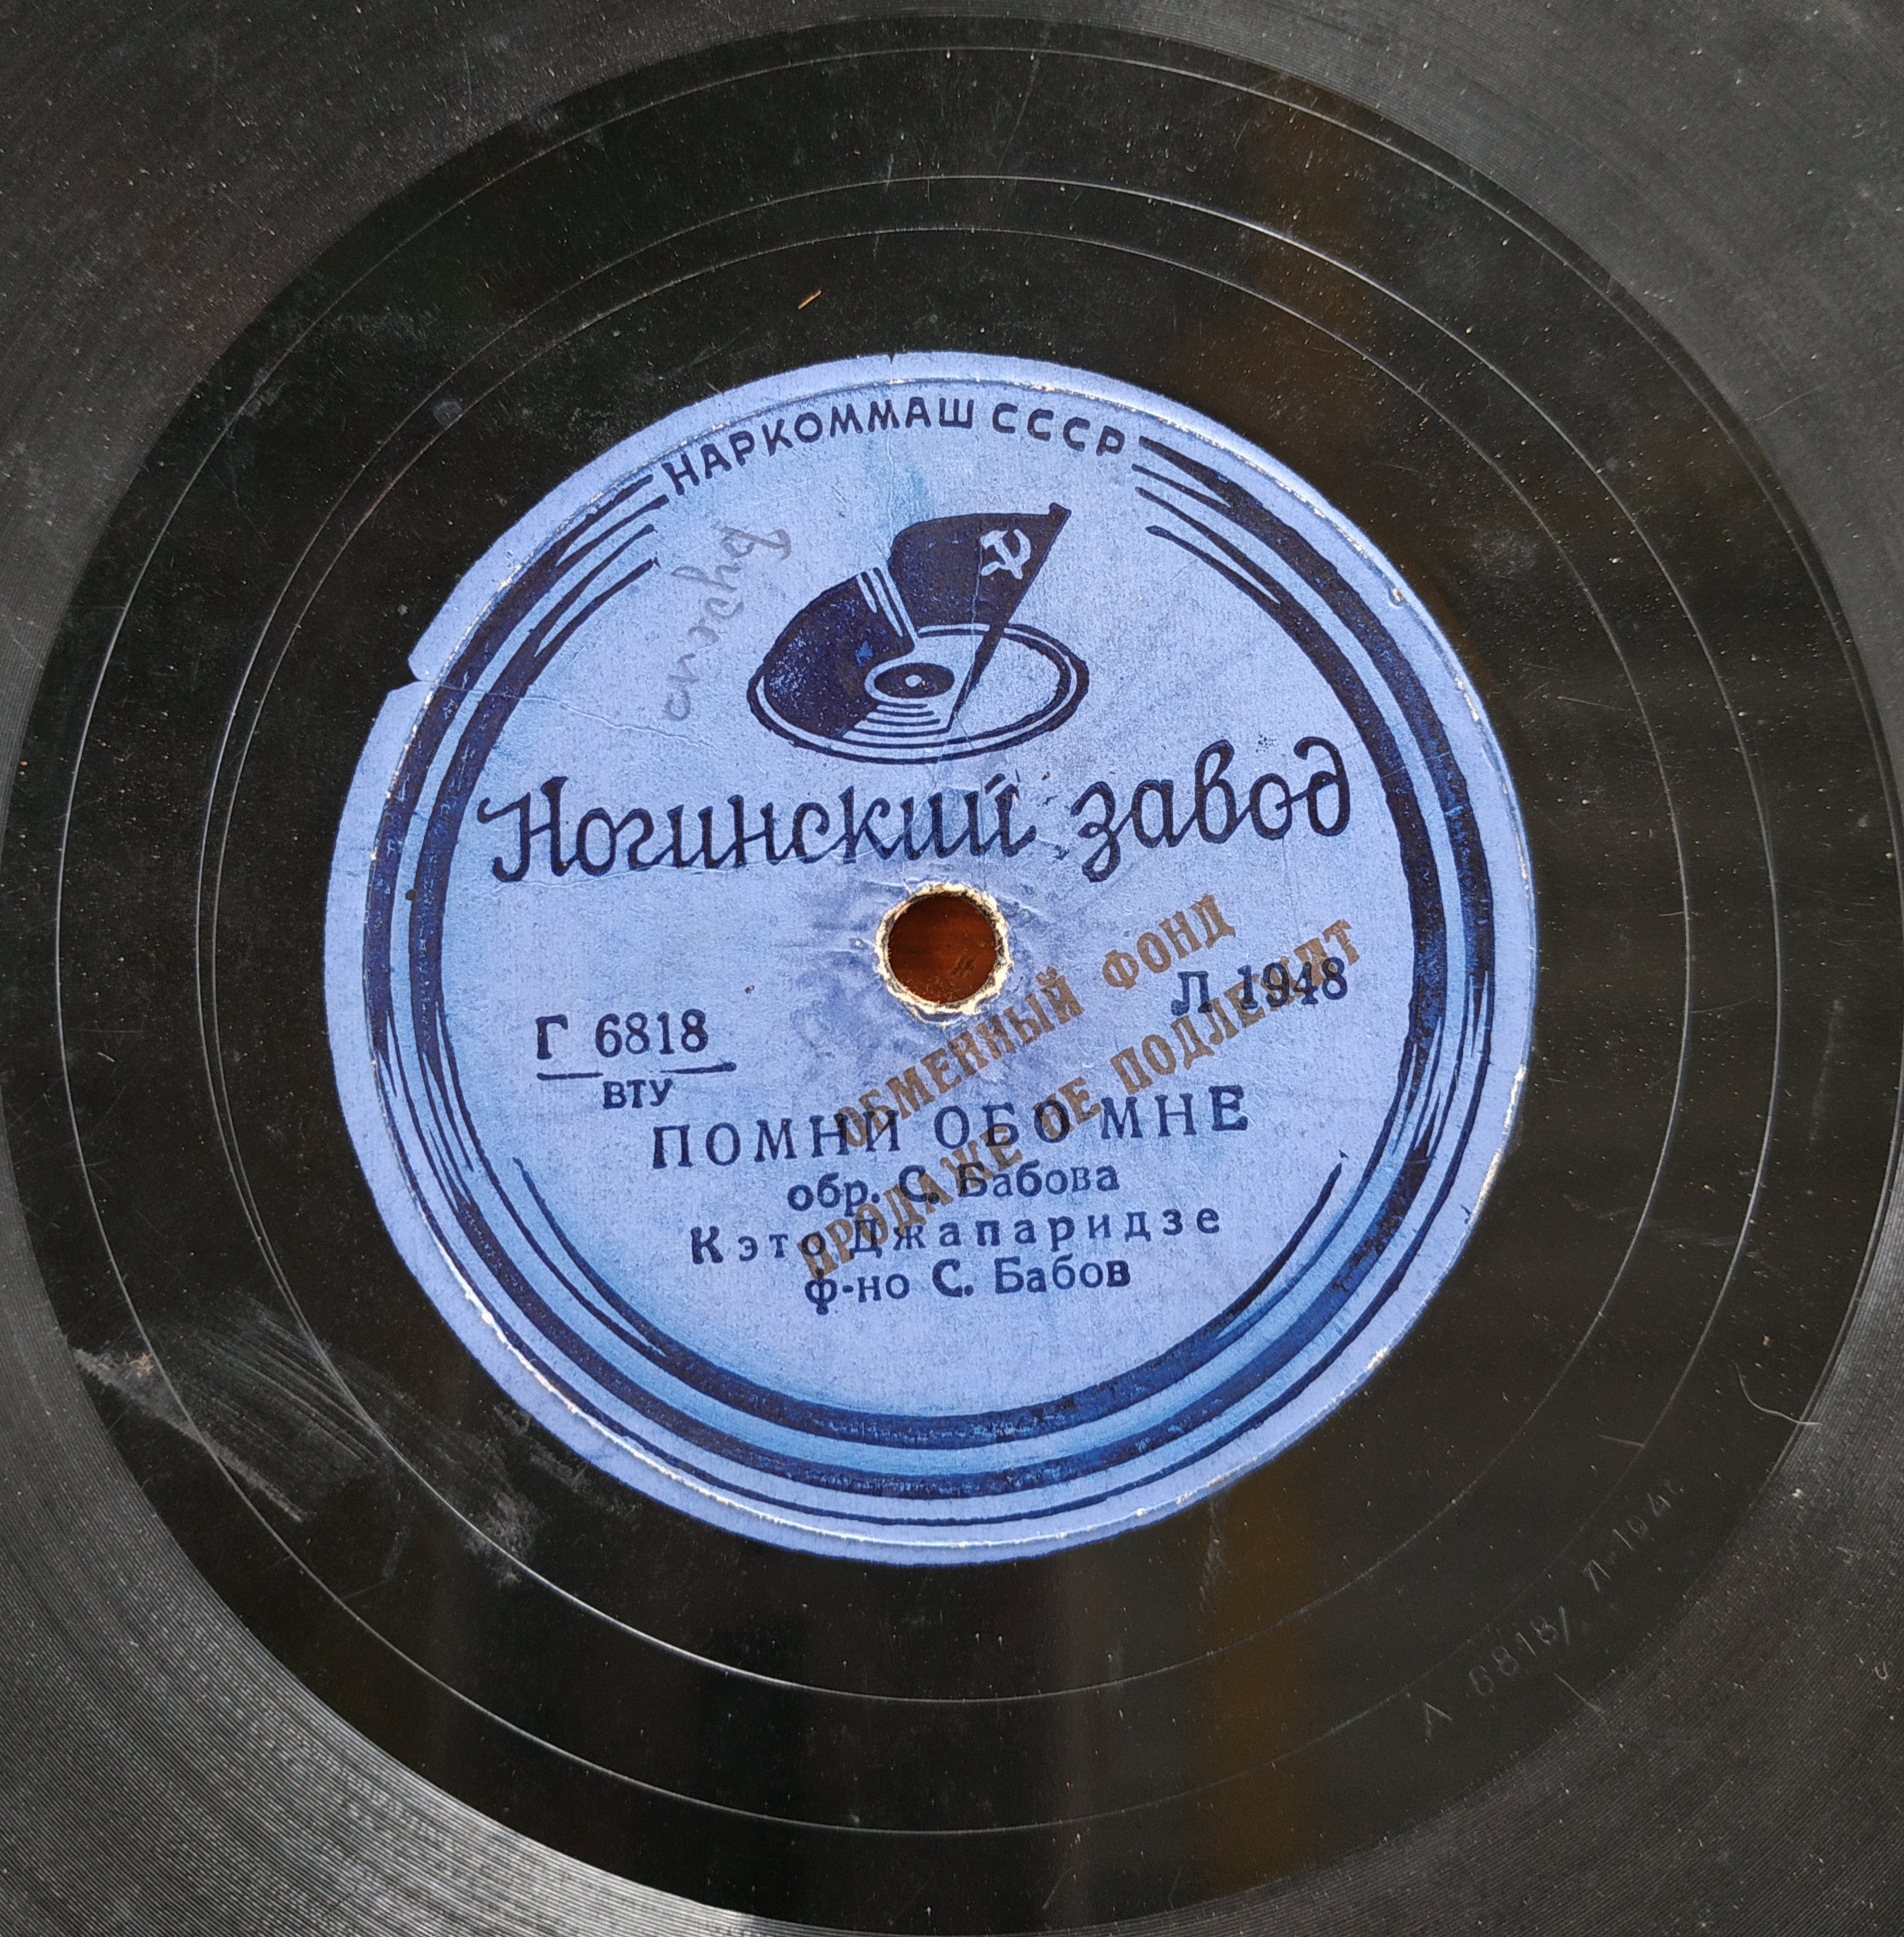 НАРКОММАШ СССР
Ногинский завод
Г 6818
ВТУ
Л 1948
ОБМЕННЫЙ ФОНД
ПРОДАЖЕ НЕ ПОДЛЕЖИТ
ПОМНИ ОБО МНЕ
обр. С. Бабова
Кэто Джапаридзе
ф-но С. Бабов
6818/